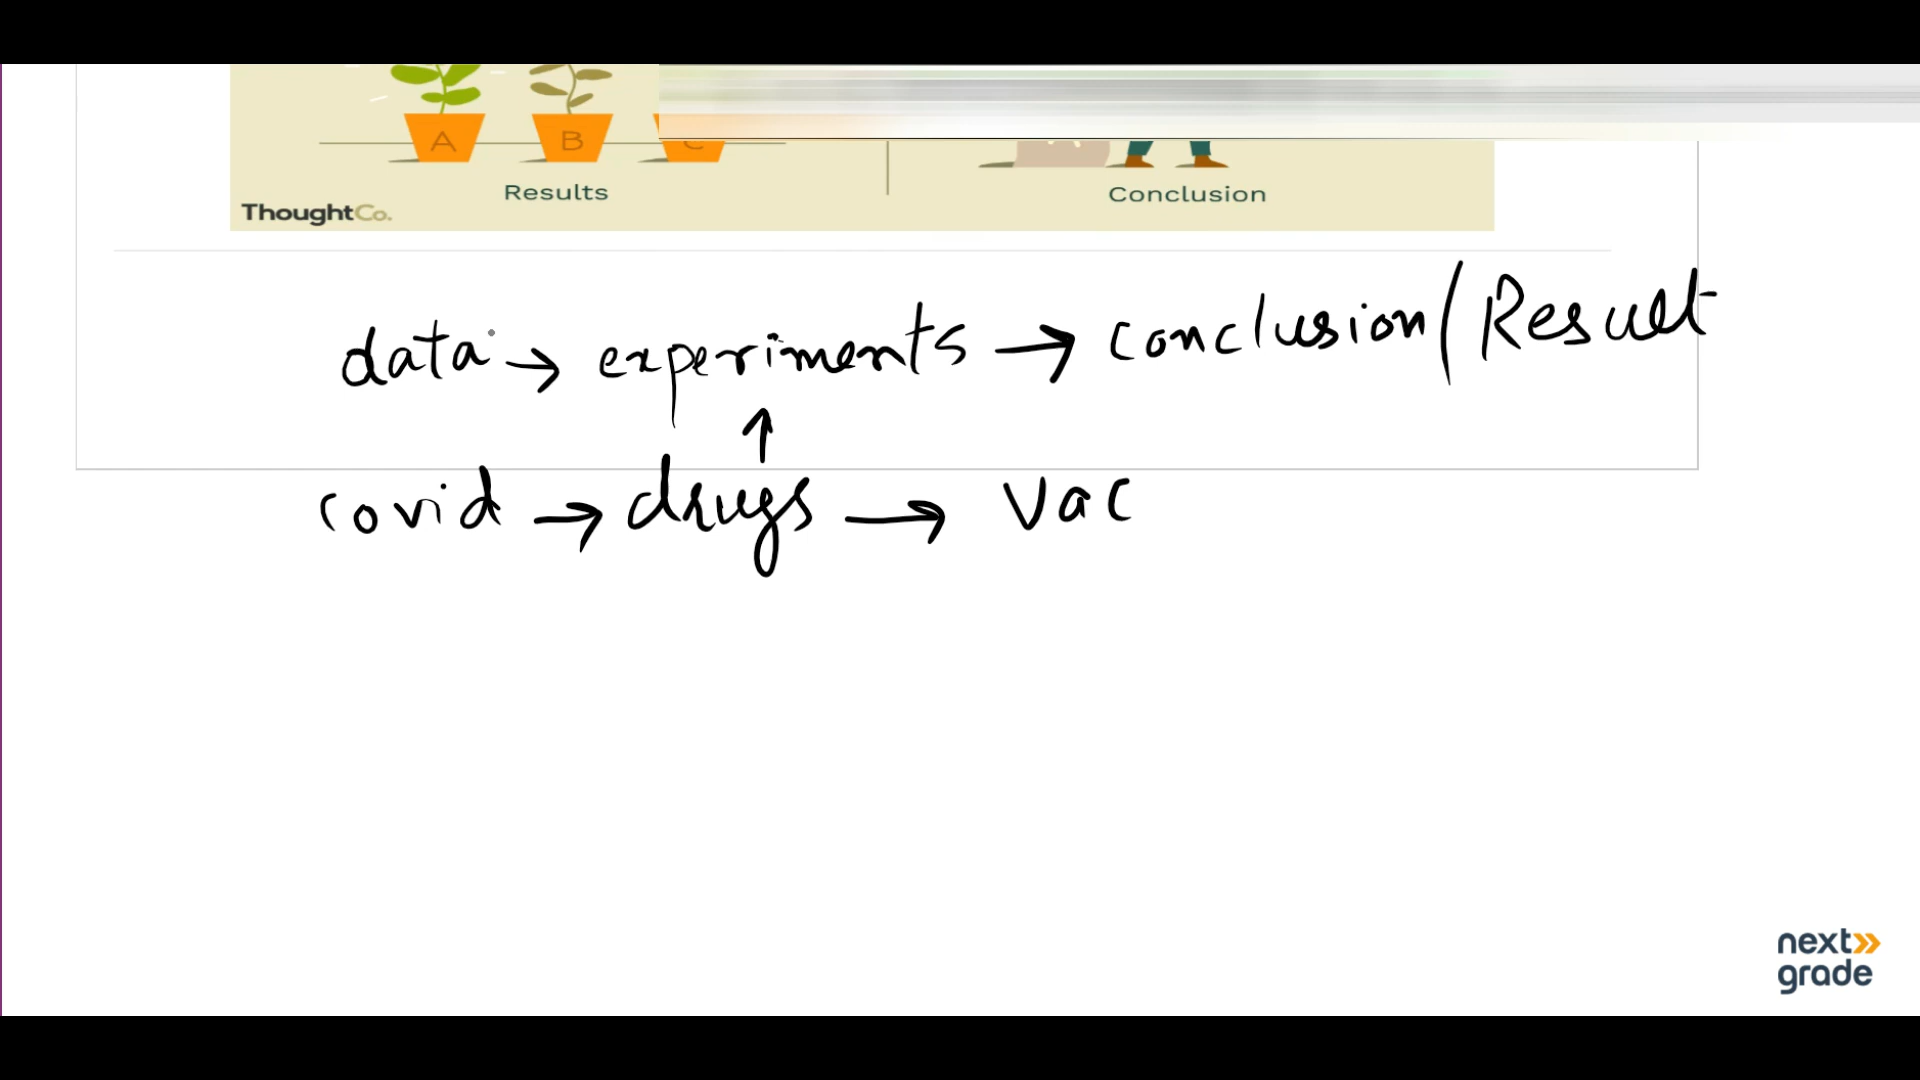 A B C
Results Conclusion
ThoughtCo.
data → experiments → conclusion/Result
↑
covid → drugs → vac
next
grade